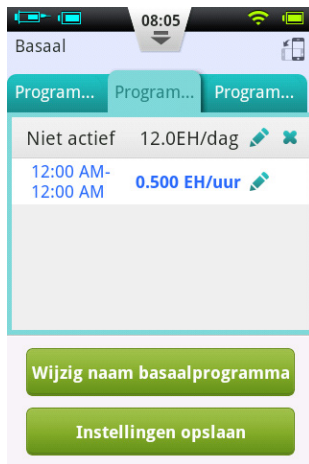 08:05
Basaal
Program... Program... Program...
Niet actief 12.0EH/dag
12:00 AM-
12:00 AM
0.500 EH/uur
Wijzig naam basaalprogramma
Instellingen opslaan